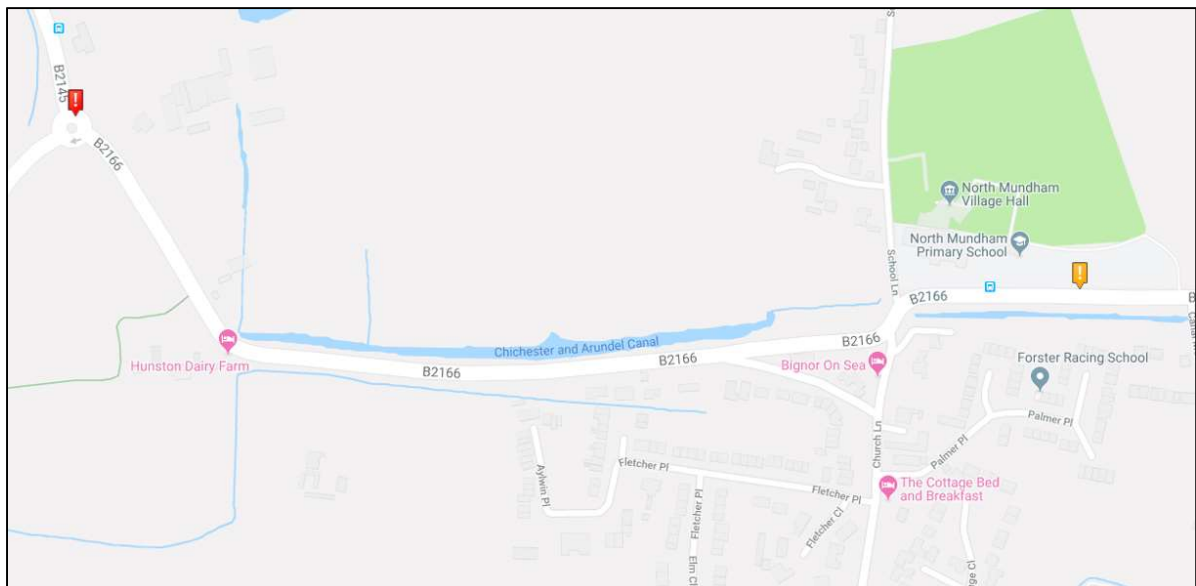 B2145
B2166
School Ln
North Mundham
Village Hall
North Mundham
Primary School
B2166
Chichester and Arundel Canal
B2166
B2166
B2166
Hunston Dairy Farm
Bignor On Sea
Forster Racing School
Palmer Pl
Palmer Pl
Church Ln
Aylwin Pl
Fletcher Pl
Fletcher Pl
Fletcher Pl
The Cottage Bed
and Breakfast
Fletcher Cl
Elm Cl